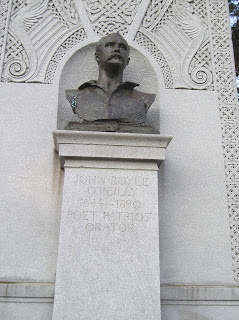 JOHN BOYLE
O'REILLY
1844–1890
POET PATRIOT
ORATOR